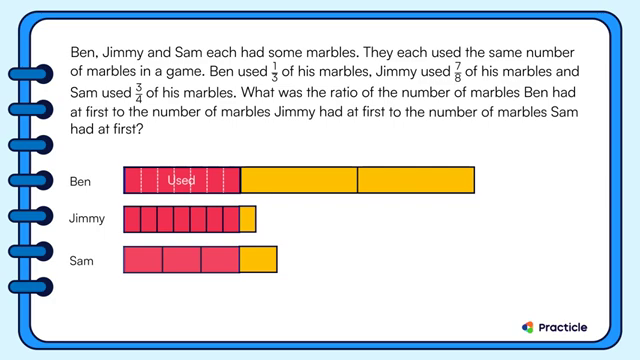 Ben, Jimmy and Sam each had some marbles. They each used the same number
of marbles in a game. Ben used 1/3 of his marbles, Jimmy used 7/8 of his marbles and
Sam used 3/4 of his marbles. What was the ratio of the number of marbles Ben had
at first to the number of marbles Jimmy had at first to the number of marbles Sam
had at first?
Ben
Used
Jimmy
Sam
Practicle